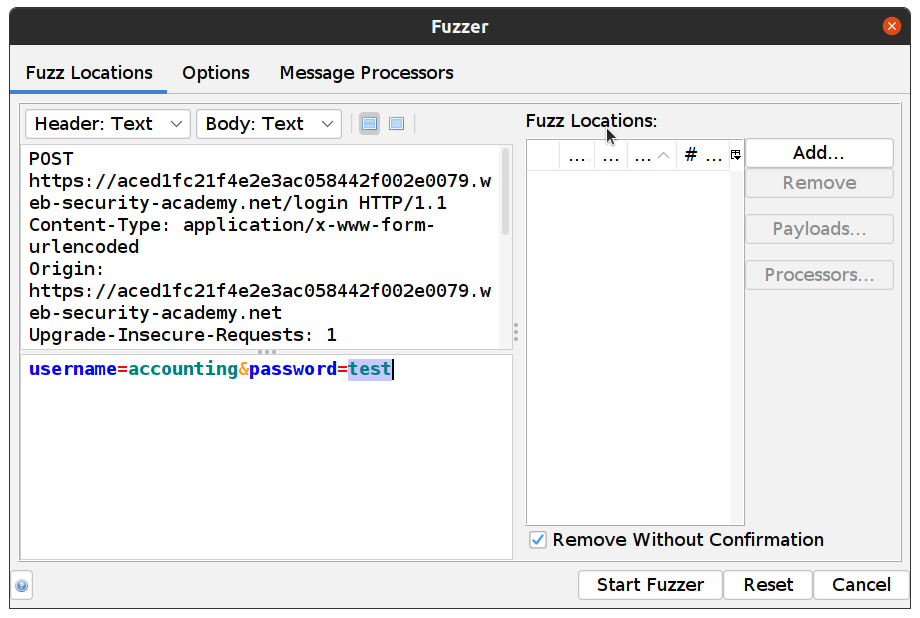 Fuzzer
Fuzz Locations Options Message Processors
Header: Text Body: Text
POST
https://aced1fc21f4e2e3ac058442f002e0079.w
eb-security-academy.net/login HTTP/1.1
Content-Type: application/x-www-form-
urlencoded
Origin:
https://aced1fc21f4e2e3ac058442f002e0079.w
eb-security-academy.net
Upgrade-Insecure-Requests: 1
username=accounting&password=test
Fuzz Locations:
... ... ... # ...
Add...
Remove
Payloads...
Processors...
Remove Without Confirmation
Start Fuzzer Reset Cancel